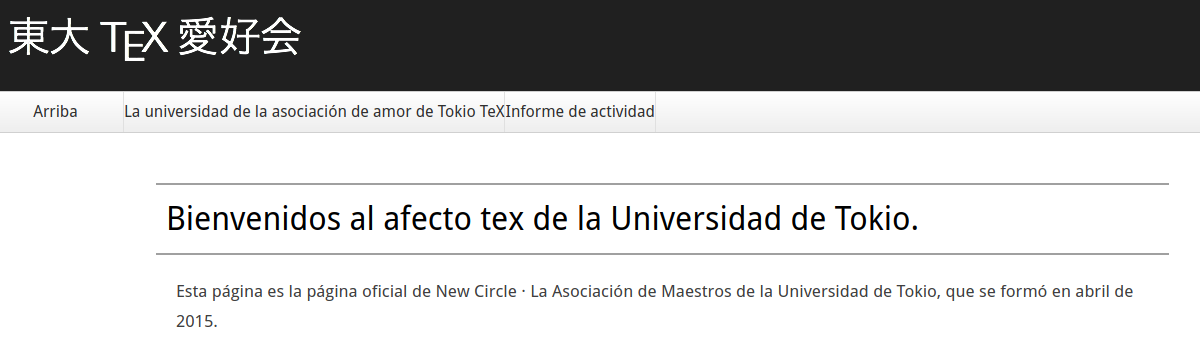 東大 TEX 愛好会
Arriba La universidad de la asociación de amor de Tokio TeX Informe de actividad
Bienvenidos al afecto tex de la Universidad de Tokio.
Esta página es la página oficial de New Circle · La Asociación de Maestros de la Universidad de Tokio, que se formó en abril de
2015.